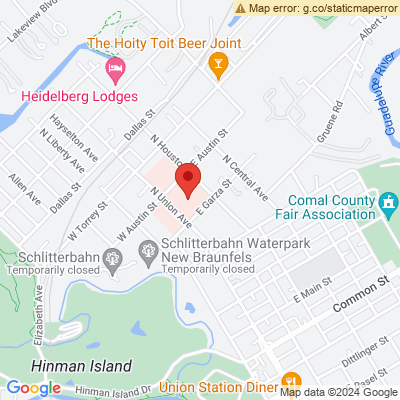 Map error: g.co/staticmaperror
Lakeview Blvd
Albert St
The Hoity Toit Beer Joint
Guadalupe River
Heidelberg Lodges
Gruene Rd
Dallas St
Hayselton Ave
N Liberty Ave
N Houston
E Austin St
N Central Ave
Allen Ave
Dallas St
N Union Ave
E Garza St
Comal County
Fair Association
W Torrey St
W Austin St
Schlitterbahn
Temporarily closed
Schlitterbahn Waterpark
New Braunfels
Temporarily closed
Elizabeth Ave
E Main St
Common St
Hinman Island
Dittlinger St
Basel St
Hinman Island Dr
Union Station Diner
Google
Map data ©2024 Google